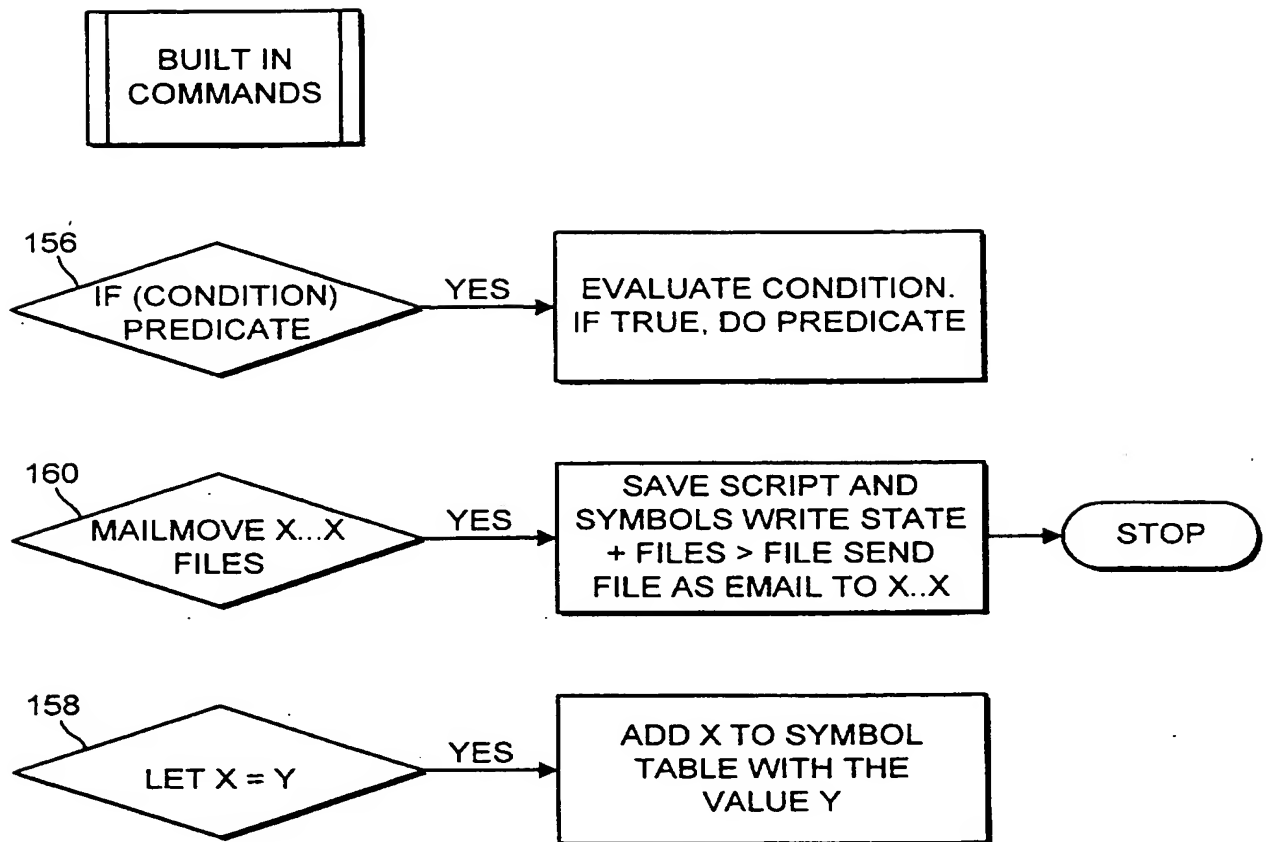 BUILT IN
COMMANDS
156
IF (CONDITION)
PREDICATE
YES
EVALUATE CONDITION.
IF TRUE, DO PREDICATE
160
MAILMOVE X...X
FILES
YES
SAVE SCRIPT AND
SYMBOLS WRITE STATE
+ FILES > FILE SEND
FILE AS EMAIL TO X..X
STOP
158
LET X = Y
YES
ADD X TO SYMBOL
TABLE WITH THE
VALUE Y